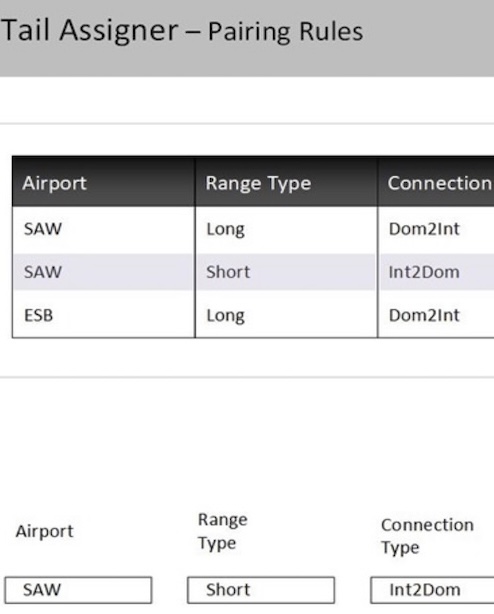 Tail Assigner – Pairing Rules
Airport Range Type Connection
SAW Long Dom2Int
SAW Short Int2Dom
ESB Long Dom2Int
Airport Range Type Connection Type
SAW Short Int2Dom